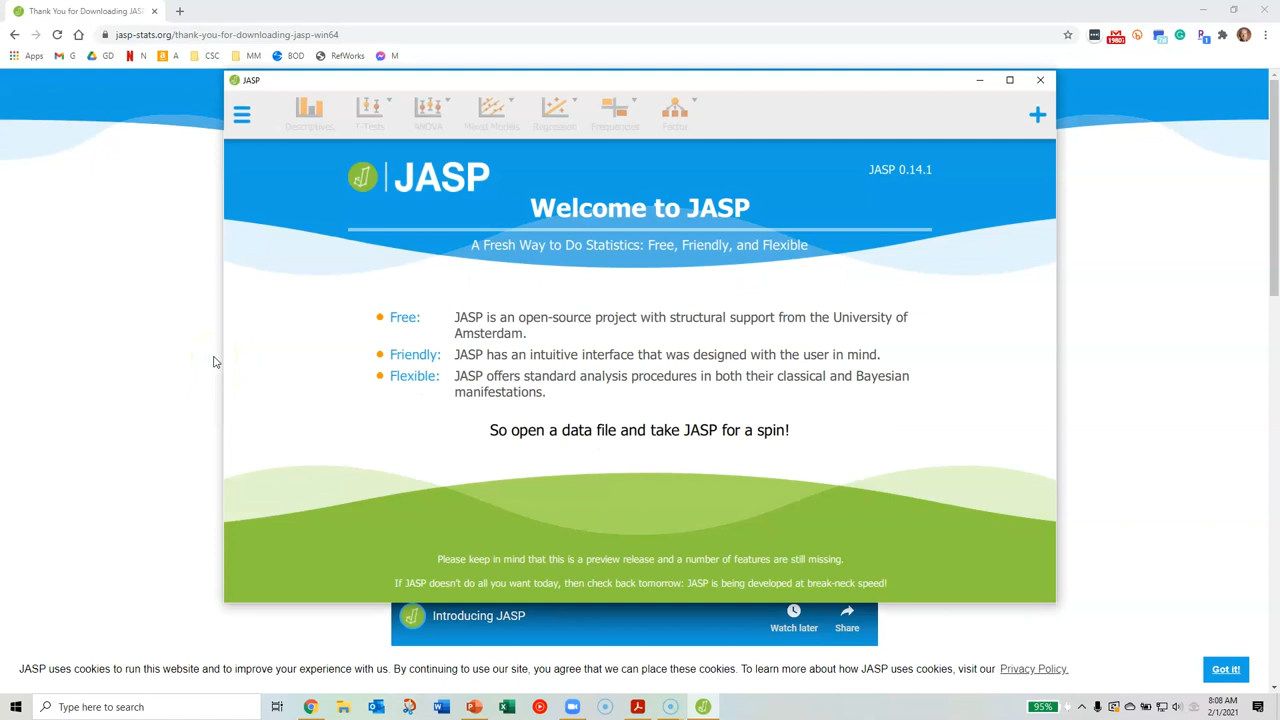 Thank You for Downloading JASP
jasp-stats.org/thank-you-for-downloading-jasp-win64
Apps
G
GD
N
A
CSC
MM
BOD
RefWorks
M
JASP
Descriptives
T-Tests
ANOVA
Mixed Models
Regression
Frequencies
Factor
JASP
JASP 0.14.1
Welcome to JASP
A Fresh Way to Do Statistics: Free, Friendly, and Flexible
Free: JASP is an open-source project with structural support from the University of
Amsterdam.
Friendly: JASP has an intuitive interface that was designed with the user in mind.
Flexible: JASP offers standard analysis procedures in both their classical and Bayesian
manifestations.
So open a data file and take JASP for a spin!
Please keep in mind that this is a preview release and a number of features are still missing.
If JASP doesn't do all you want today, then check back tomorrow: JASP is being developed at break-neck speed!
Introducing JASP
Watch later
Share
JASP uses cookies to run this website and to improve your experience with us. By continuing to use our site, you agree that we can place these cookies. To learn more about how JASP uses cookies, visit our Privacy Policy.
Got it!
Type here to search
95%
8:08 AM
2/1/2021